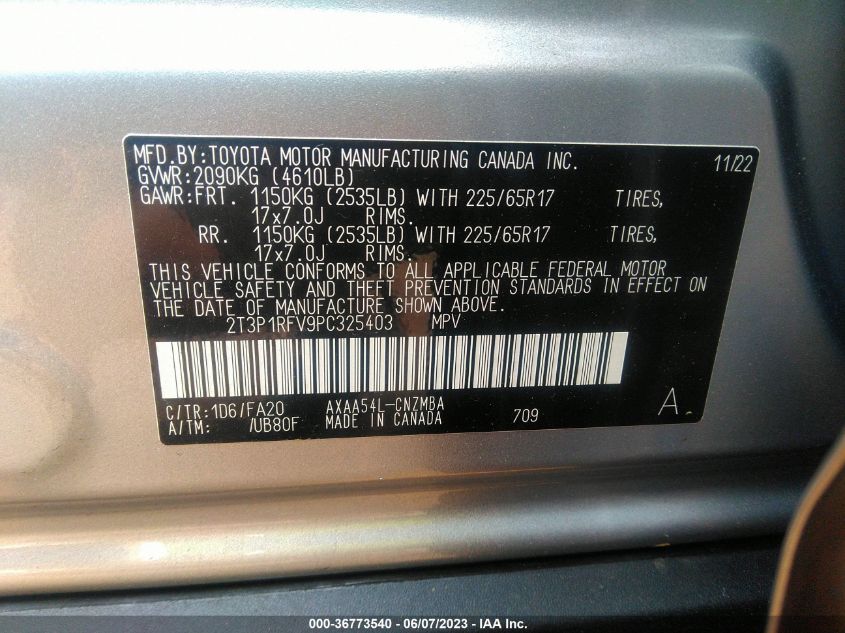 MFD.BY:TOYOTA MOTOR MANUFACTURING CANADA INC. 11/22
GVWR:2090KG (4610LB)
GAWR:FRT. 1150KG (2535LB) WITH 225/65R17 TIRES,
17x7.0J RIMS.
RR. 1150KG (2535LB) WITH 225/65R17 TIRES,
17x7.0J RIMS.
THIS VEHICLE CONFORMS TO ALL APPLICABLE FEDERAL MOTOR
VEHICLE SAFETY AND THEFT PREVENTION STANDARDS IN EFFECT ON
THE DATE OF MANUFACTURE SHOWN ABOVE.
2T3P1RFV9PC325403 MPV
C/TR:1D6/FA20 AXAA54L-CNZMBA
A/TM: /UB80F MADE IN CANADA 709 A.
000-36773540 - 06/07/2023 - IAA Inc.